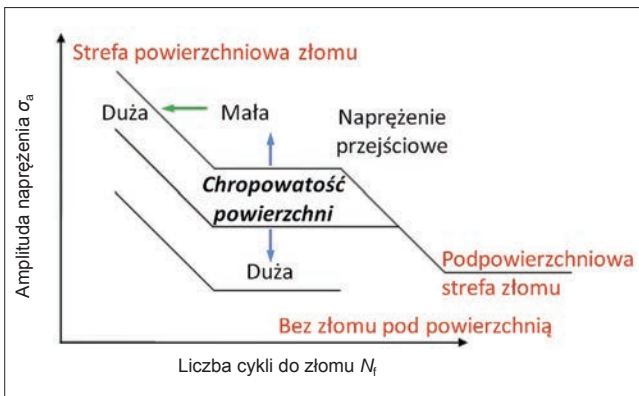 Strefa powierzchniowa złomu
Duża
Mała
Naprężenie
przejściowe
Chropowatość
powierzchni
Duża
Podpowierzchniowa
strefa złomu
Bez złomu pod powierzchnią
Amplituda naprężenia σa
Liczba cykli do złomu Nf